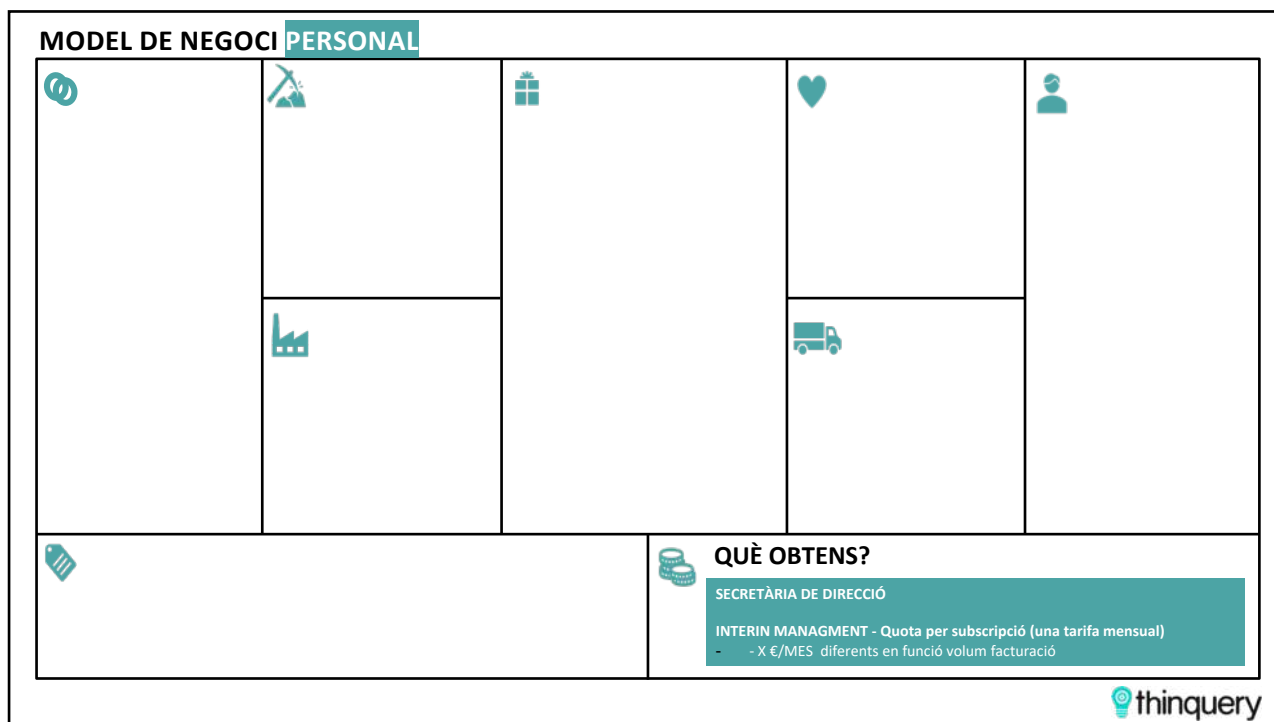 MODEL DE NEGOCI PERSONAL
QUÈ OBTENS?
SECRETÀRIA DE DIRECCIÓ
INTERIN MANAGMENT - Quota per subscripció (una tarifa mensual)
- - X €/MES diferents en funció volum facturació
thinquery